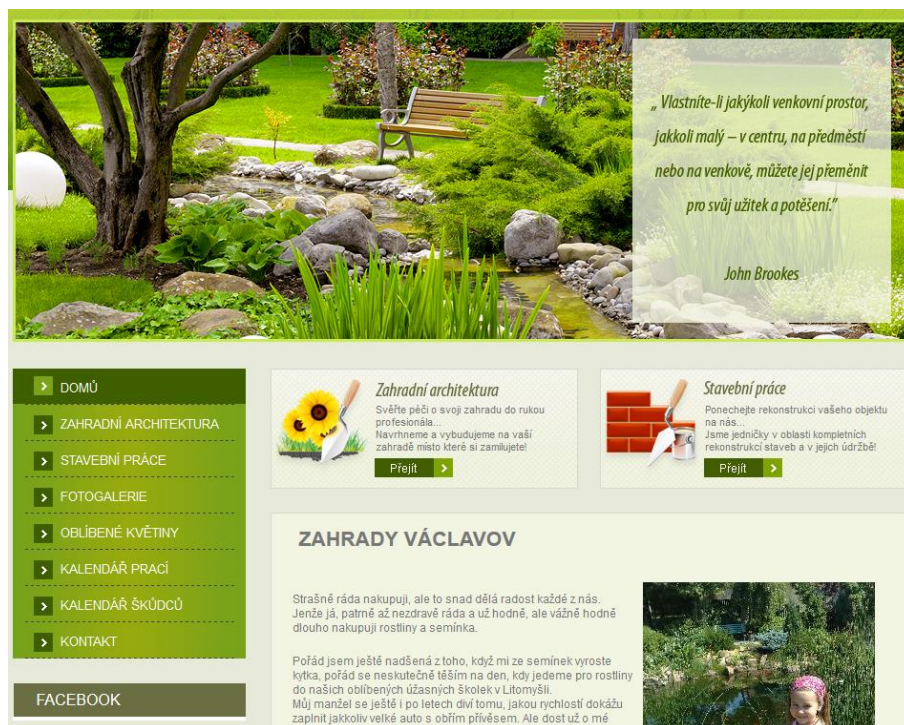 „ Vlastníte-li jakýkoli venkovní prostor,
jakkoli malý – v centru, na předměstí
nebo na venkově, můžete jej přeměnit
pro svůj užitek a potěšení.”
John Brookes
DOMŮ
ZAHRADNÍ ARCHITEKTURA
STAVEBNÍ PRÁCE
FOTOGALERIE
OBLÍBENÉ KVĚTINY
KALENDÁŘ PRACÍ
KALENDÁŘ ŠKŮDCŮ
KONTAKT
FACEBOOK
Zahradní architektura
Svěřte péči o svoji zahradu do rukou
profesionála...
Navrhneme a vybudujeme na vaší
zahradě místo které si zamilujete!
Přejít
Stavební práce
Ponechejte rekonstrukci vašeho objektu
na nás...
Jsme jedničky v oblasti kompletních
rekonstrukcí staveb a v jejich údržbě!
Přejít
ZAHRADY VÁCLAVOV
Strašně ráda nakupuji, ale to snad dělá radost každé z nás.
Jenže já, patrně až nezdravě ráda a už hodně, ale vážně hodně
dlouho nakupuji rostliny a semínka.
Pořád jsem ještě nadšená z toho, když mi ze semínek vyroste
kytka, pořád se neskutečně těším na den, kdy jedeme pro rostliny
do našich oblíbených úžasných školek v Litomyšli.
Můj manžel se ještě i po letech diví tomu, jakou rychlostí dokážu
zaplnit jakkoliv velké auto s obřím přívěsem. Ale dost už o mé